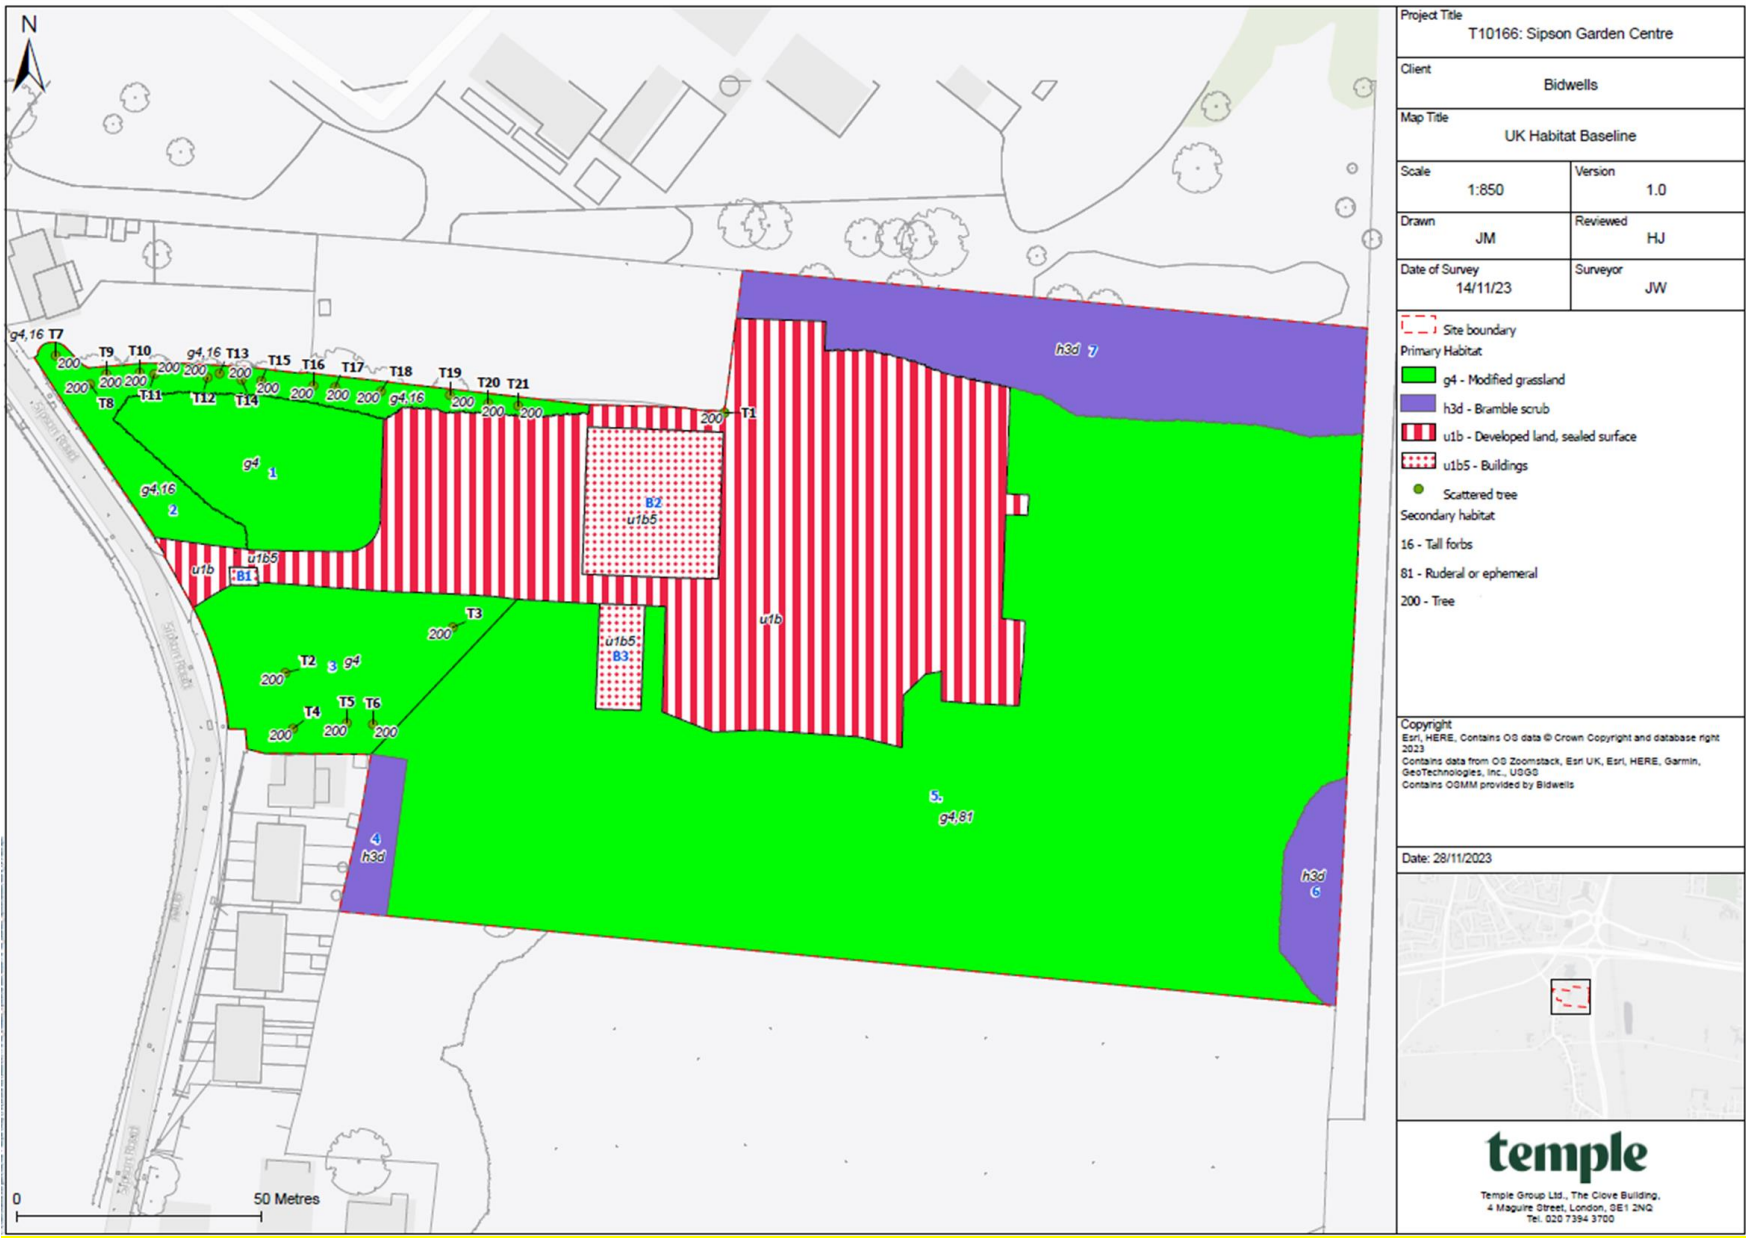 N
g4,16 T7
200
T9
T10
g4,16 T13
T15
T16
T17
T18
T19
T20
T21
200
200
200
200
200
200
200
200
200
200
200
200
200
T8
T11
T12
T14
g4,16
200
T1
g4
1
g4,16
2
B2
u1b5
u1b
u1b5
B1
T3
200
T2
3
g4
200
T4
T5
T6
200
200
200
u1b5
B3
u1b
h3d 7
5.
g4,81
4
h3d
h3d
6
Sipson Road
Sipson Road
Sipson Road
0
50 Metres
Project Title
T10166: Sipson Garden Centre
Client
Bidwells
Map Title
UK Habitat Baseline
Scale
1:850
Version
1.0
Drawn
JM
Reviewed
HJ
Date of Survey
14/11/23
Surveyor
JW
Site boundary
Primary Habitat
g4 - Modified grassland
h3d - Bramble scrub
u1b - Developed land, sealed surface
u1b5 - Buildings
Scattered tree
Secondary habitat
16 - Tall forbs
81 - Ruderal or ephemeral
200 - Tree
Copyright
Esri, HERE, Contains OS data © Crown Copyright and database right
2023
Contains data from OS Zoomstack, Esri UK, Esri, HERE, Garmin,
GeoTechnologies, Inc., USGS
Contains OSMM provided by Bidwells
Date: 28/11/2023
temple
Temple Group Ltd., The Clove Building,
4 Maguire Street, London, SE1 2NQ
Tel. 020 7394 3700